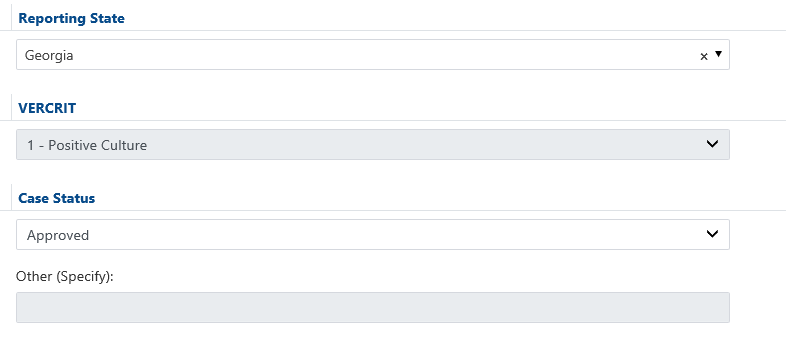 Reporting State
Georgia × ▼
VERCRIT
1 - Positive Culture
Case Status
Approved
Other (Specify):